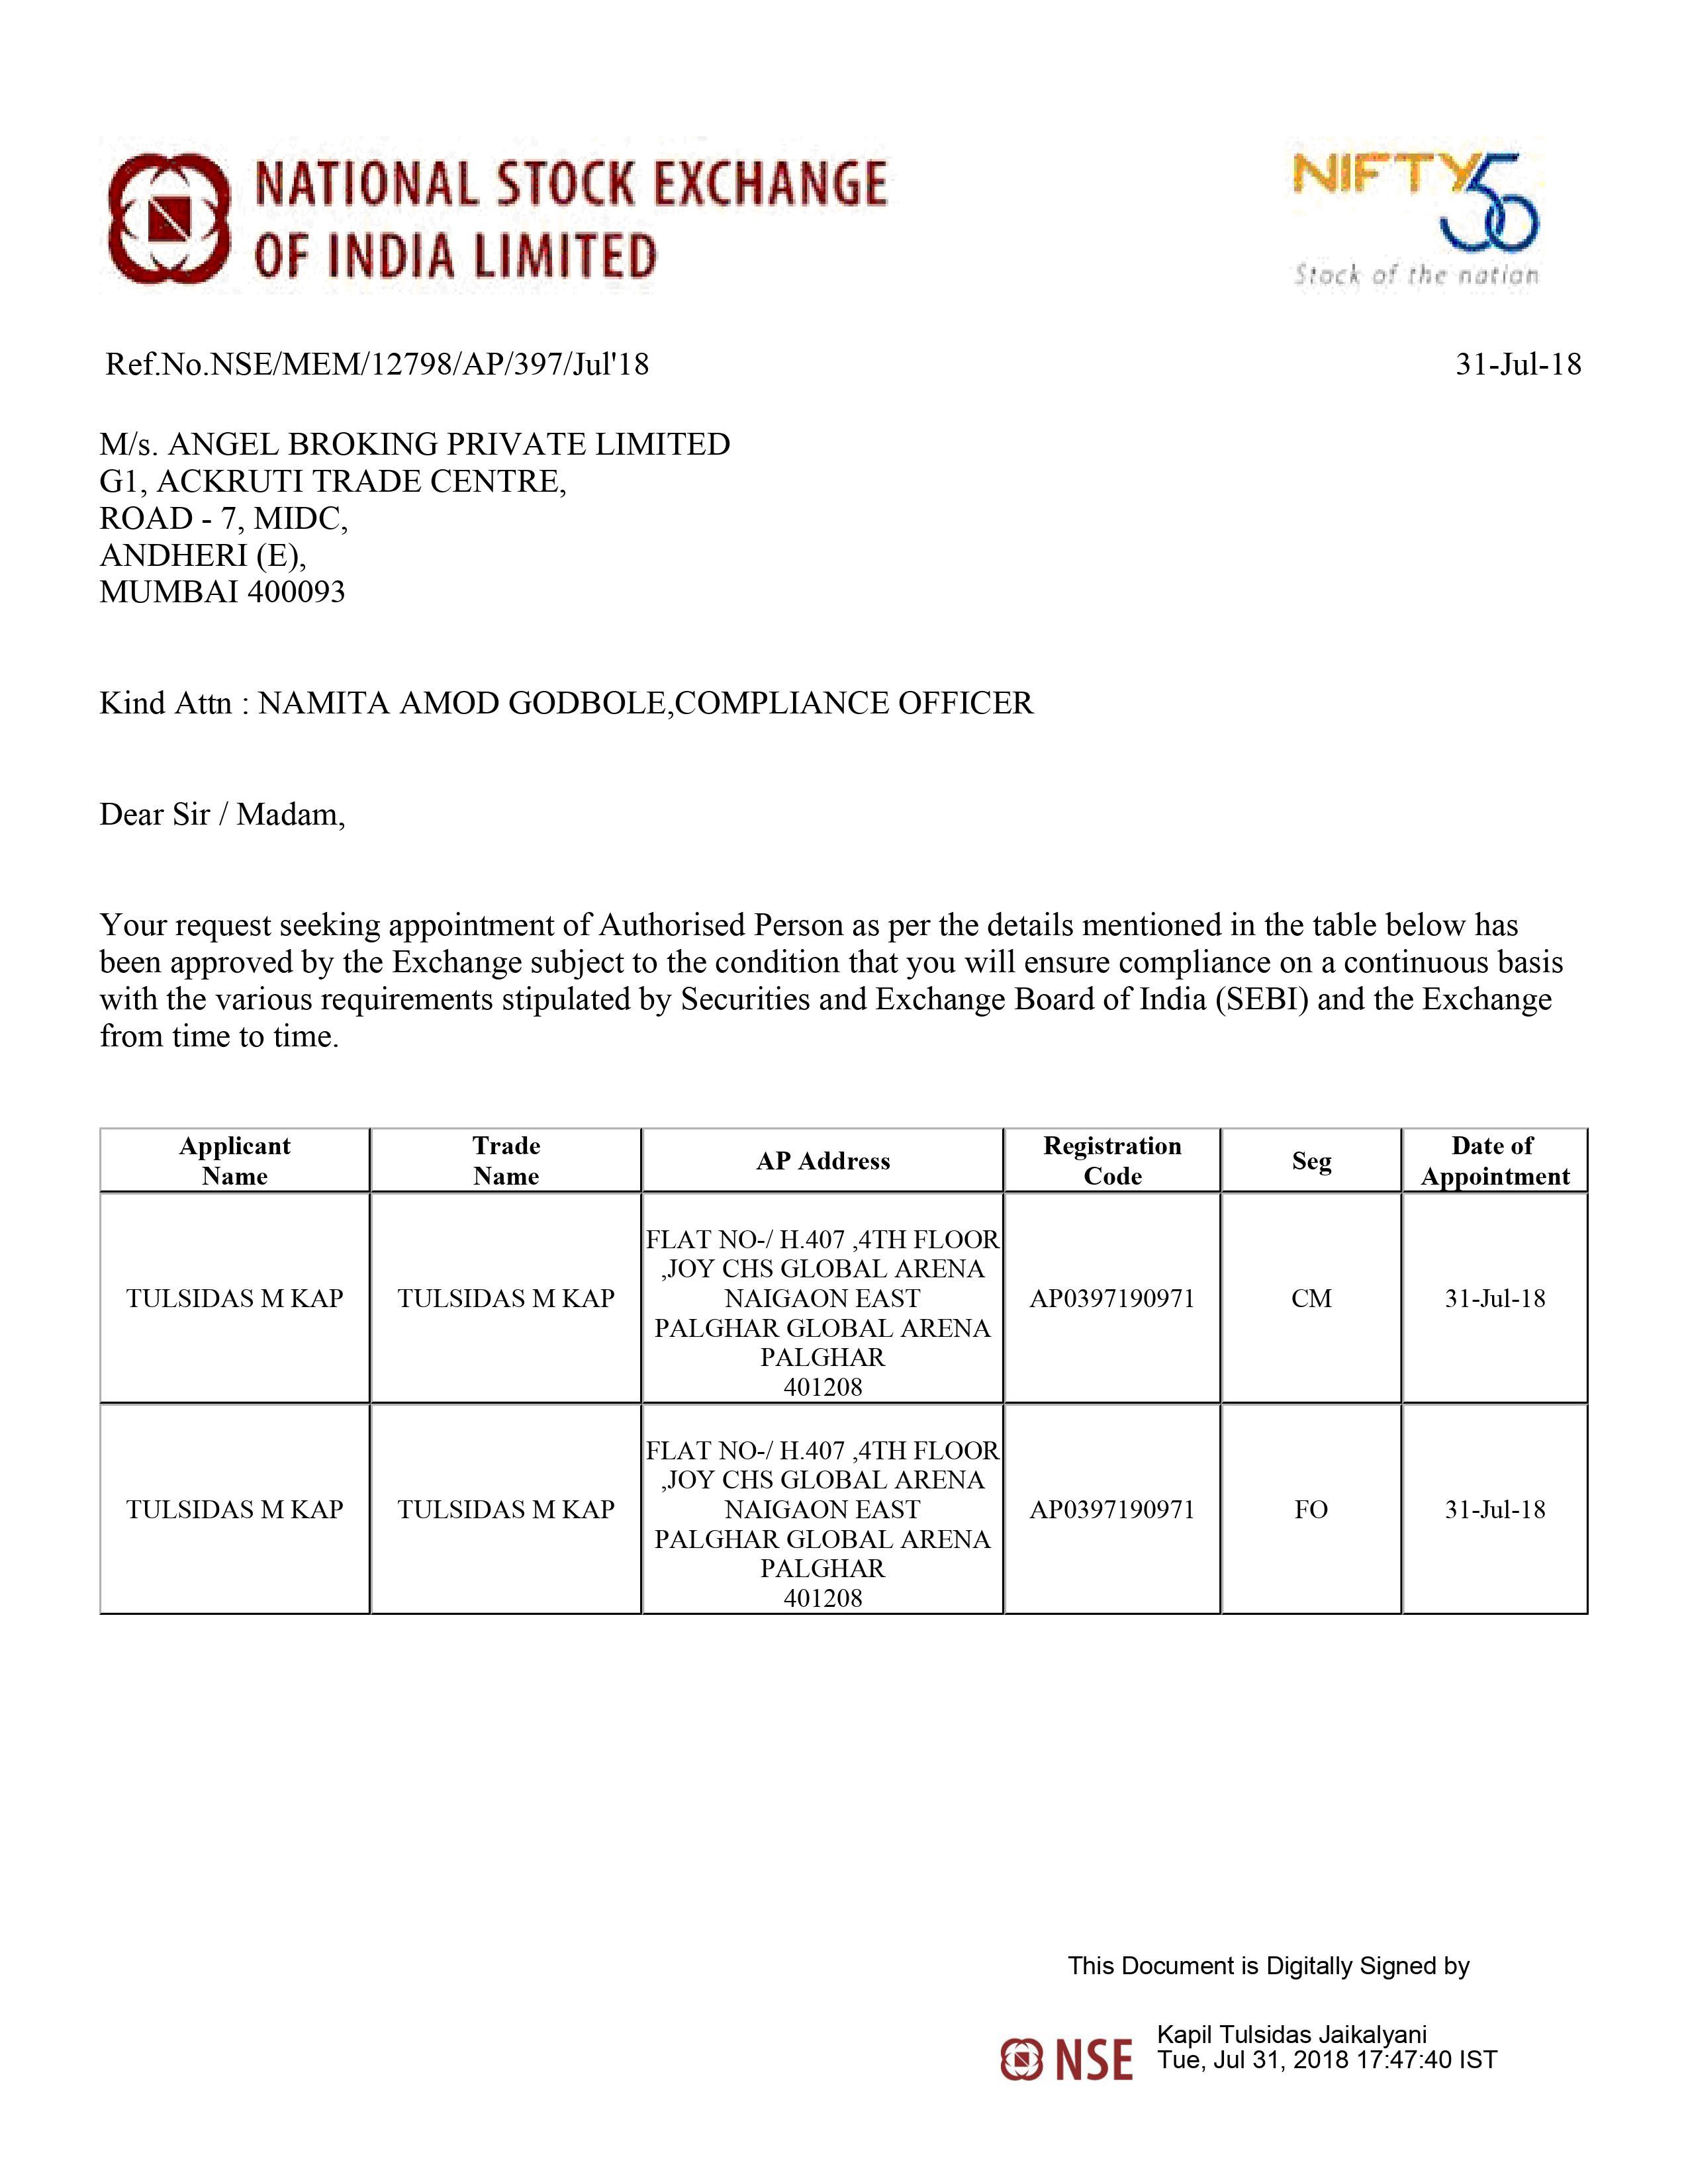 NATIONAL STOCK EXCHANGE
OF INDIA LIMITED
NIFTY 50
Stock of the nation
Ref.No.NSE/MEM/12798/AP/397/Jul'18 31-Jul-18
M/s. ANGEL BROKING PRIVATE LIMITED
G1, ACKRUTI TRADE CENTRE,
ROAD - 7, MIDC,
ANDHERI (E),
MUMBAI 400093
Kind Attn : NAMITA AMOD GODBOLE,COMPLIANCE OFFICER
Dear Sir / Madam,
Your request seeking appointment of Authorised Person as per the details mentioned in the table below has
been approved by the Exchange subject to the condition that you will ensure compliance on a continuous basis
with the various requirements stipulated by Securities and Exchange Board of India (SEBI) and the Exchange
from time to time.
Applicant Name Trade Name AP Address Registration Code Seg Date of Appointment
FLAT NO-/ H.407 ,4TH FLOOR
,JOY CHS GLOBAL ARENA
TULSIDAS M KAP TULSIDAS M KAP NAIGAON EAST AP0397190971 CM 31-Jul-18
PALGHAR GLOBAL ARENA
PALGHAR
401208
FLAT NO-/ H.407 ,4TH FLOOR
,JOY CHS GLOBAL ARENA
TULSIDAS M KAP TULSIDAS M KAP NAIGAON EAST AP0397190971 FO 31-Jul-18
PALGHAR GLOBAL ARENA
PALGHAR
401208
This Document is Digitally Signed by
NSE
Kapil Tulsidas Jaikalyani
Tue, Jul 31, 2018 17:47:40 IST